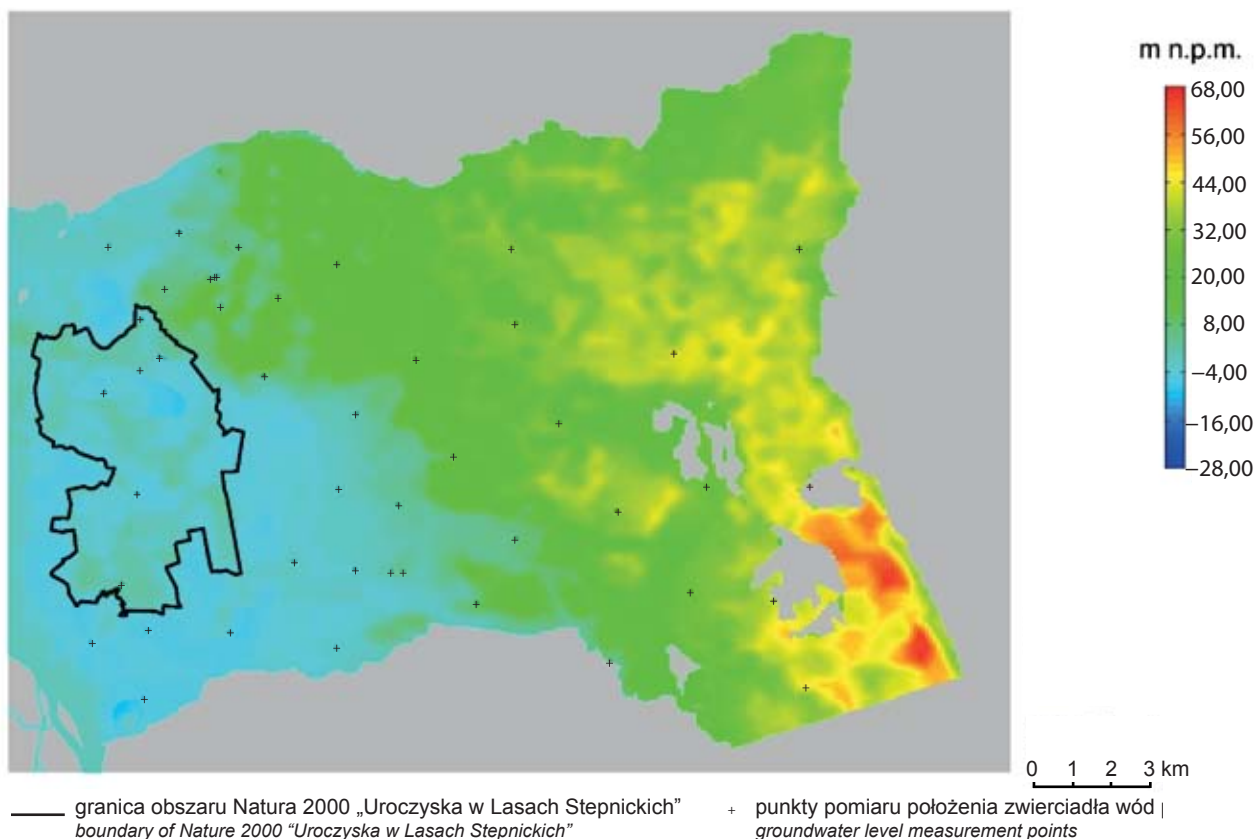 m n.p.m.
68,00
56,00
44,00
32,00
20,00
8,00
–4,00
–16,00
–28,00
0 1 2 3 km
granica obszaru Natura 2000 „Uroczyska w Lasach Stepnickich”
boundary of Nature 2000 “Uroczyska w Lasach Stepnickich”
+ punkty pomiaru położenia zwierciadła wód
groundwater level measurement points